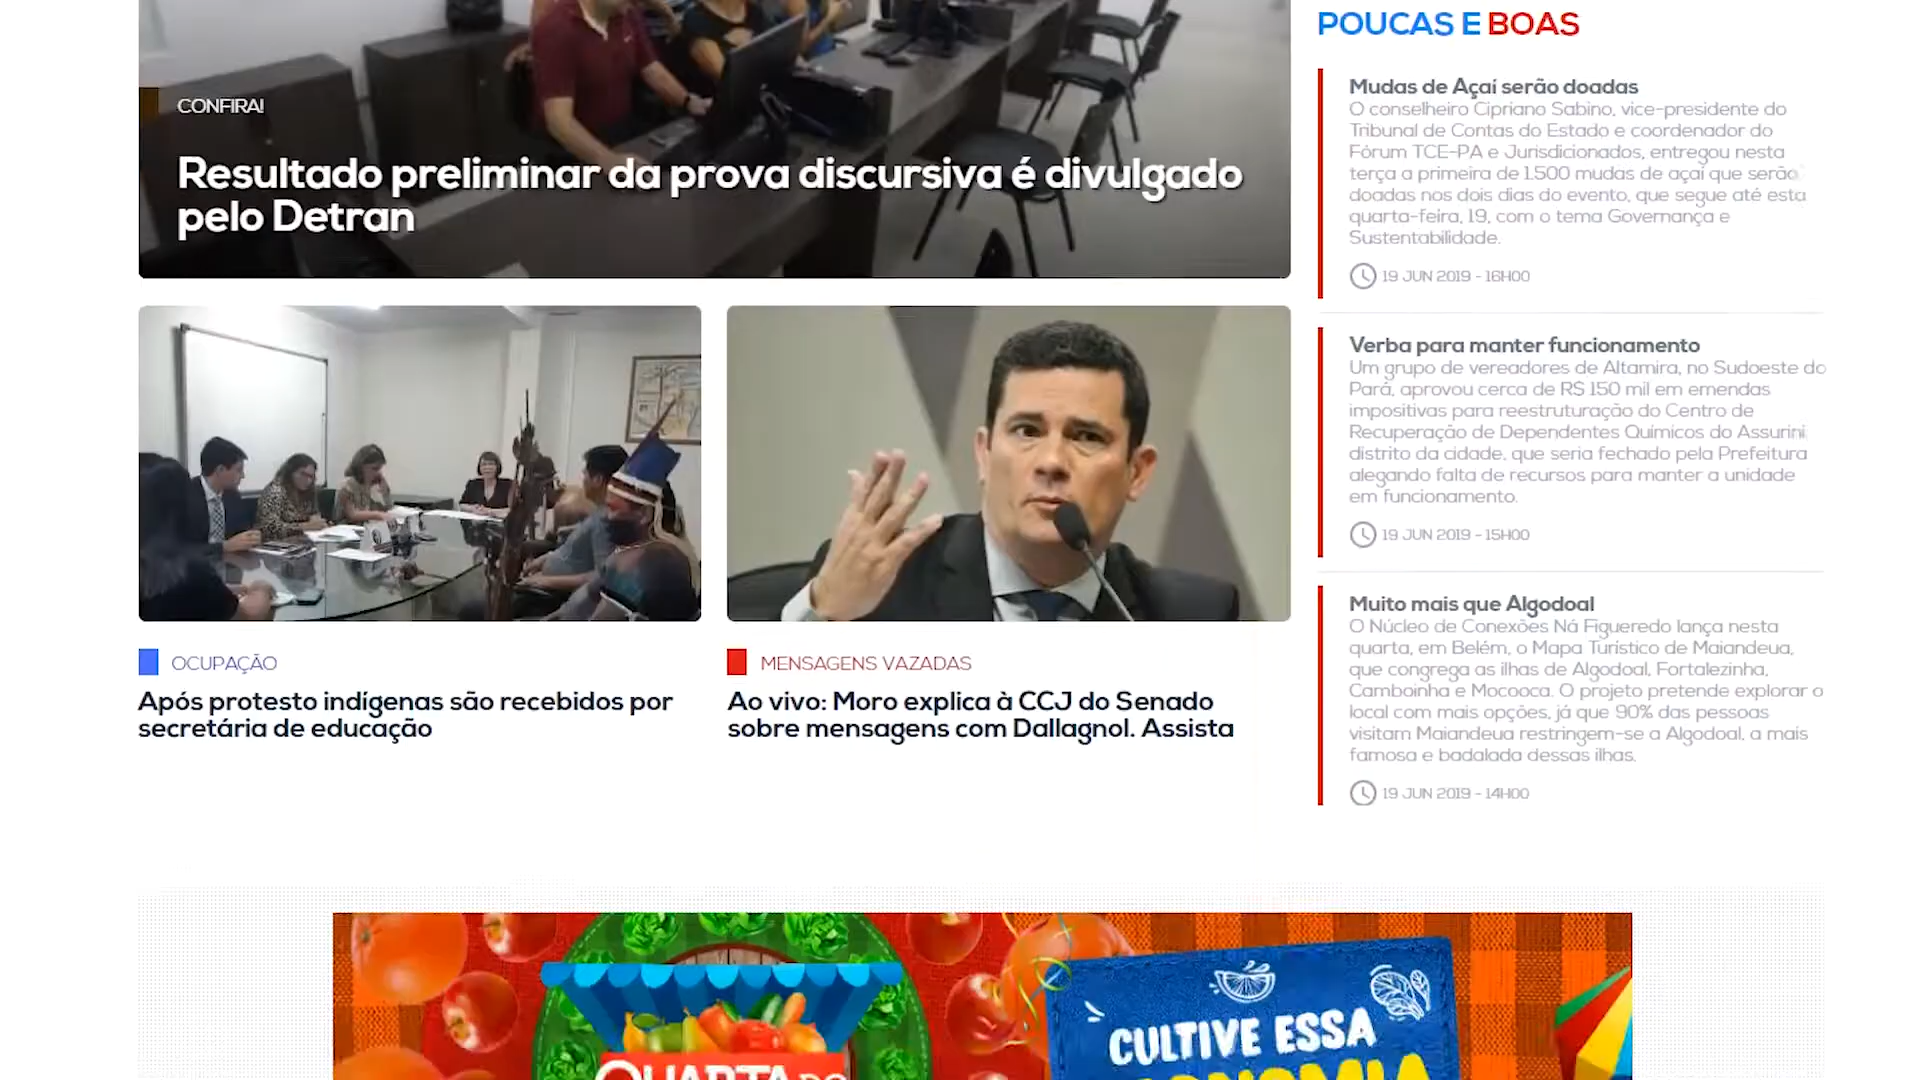 CONFIRA!
Resultado preliminar da prova discursiva é divulgado
pelo Detran
OCUPAÇÃO
Após protesto indígenas são recebidos por
secretária de educação
MENSAGENS VAZADAS
Ao vivo: Moro explica à CCJ do Senado
sobre mensagens com Dallagnol. Assista
POUCAS E BOAS
Mudas de Açaí serão doadas
O conselheiro Cipriano Sabino, vice-presidente do
Tribunal de Contas do Estado e coordenador do
Fórum TCE-PA e Jurisdicionados, entregou nesta
terça a primeira de 1.500 mudas de açaí que serão
doadas nos dois dias do evento, que segue até esta
quarta-feira, 19, com o tema Governança e
Sustentabilidade.
19 JUN 2019 - 16H00
Verba para manter funcionamento
Um grupo de vereadores de Altamira, no Sudoeste do
Pará, aprovou cerca de R$ 150 mil em emendas
impositivas para reestruturação do Centro de
Recuperação de Dependentes Químicos do Assurini,
distrito da cidade, que seria fechado pela Prefeitura
alegando falta de recursos para manter a unidade
em funcionamento.
19 JUN 2019 - 15H00
Muito mais que Algodoal
O Núcleo de Conexões Ná Figueredo lança nesta
quarta, em Belém, o Mapa Turístico de Maiandeua,
que congrega as ilhas de Algodoal, Fortalezinha,
Camboinha e Mocooca. O projeto pretende explorar o
local com mais opções, já que 90% das pessoas
visitam Maiandeua restringem-se a Algodoal, a mais
famosa e badalada dessas ilhas.
19 JUN 2019 - 14H00
QUARTA DO
CULTIVE ESSA